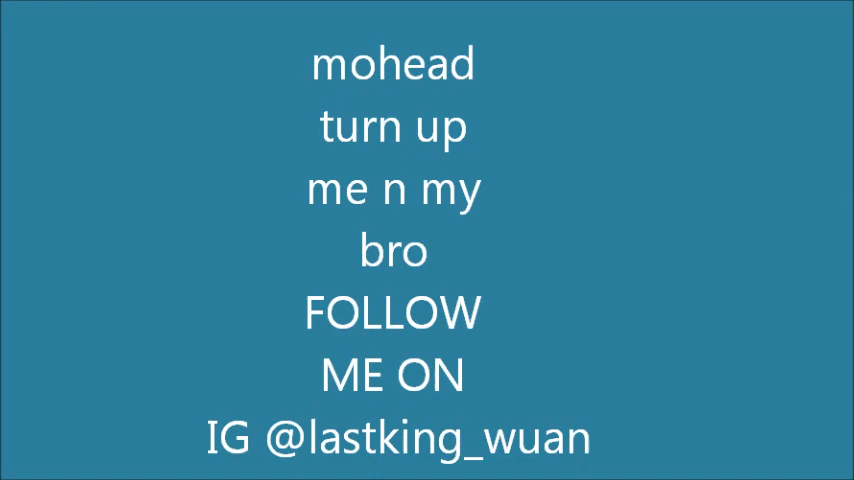 mohead
turn up
me n my
bro
FOLLOW
ME ON
IG @lastking_wuan